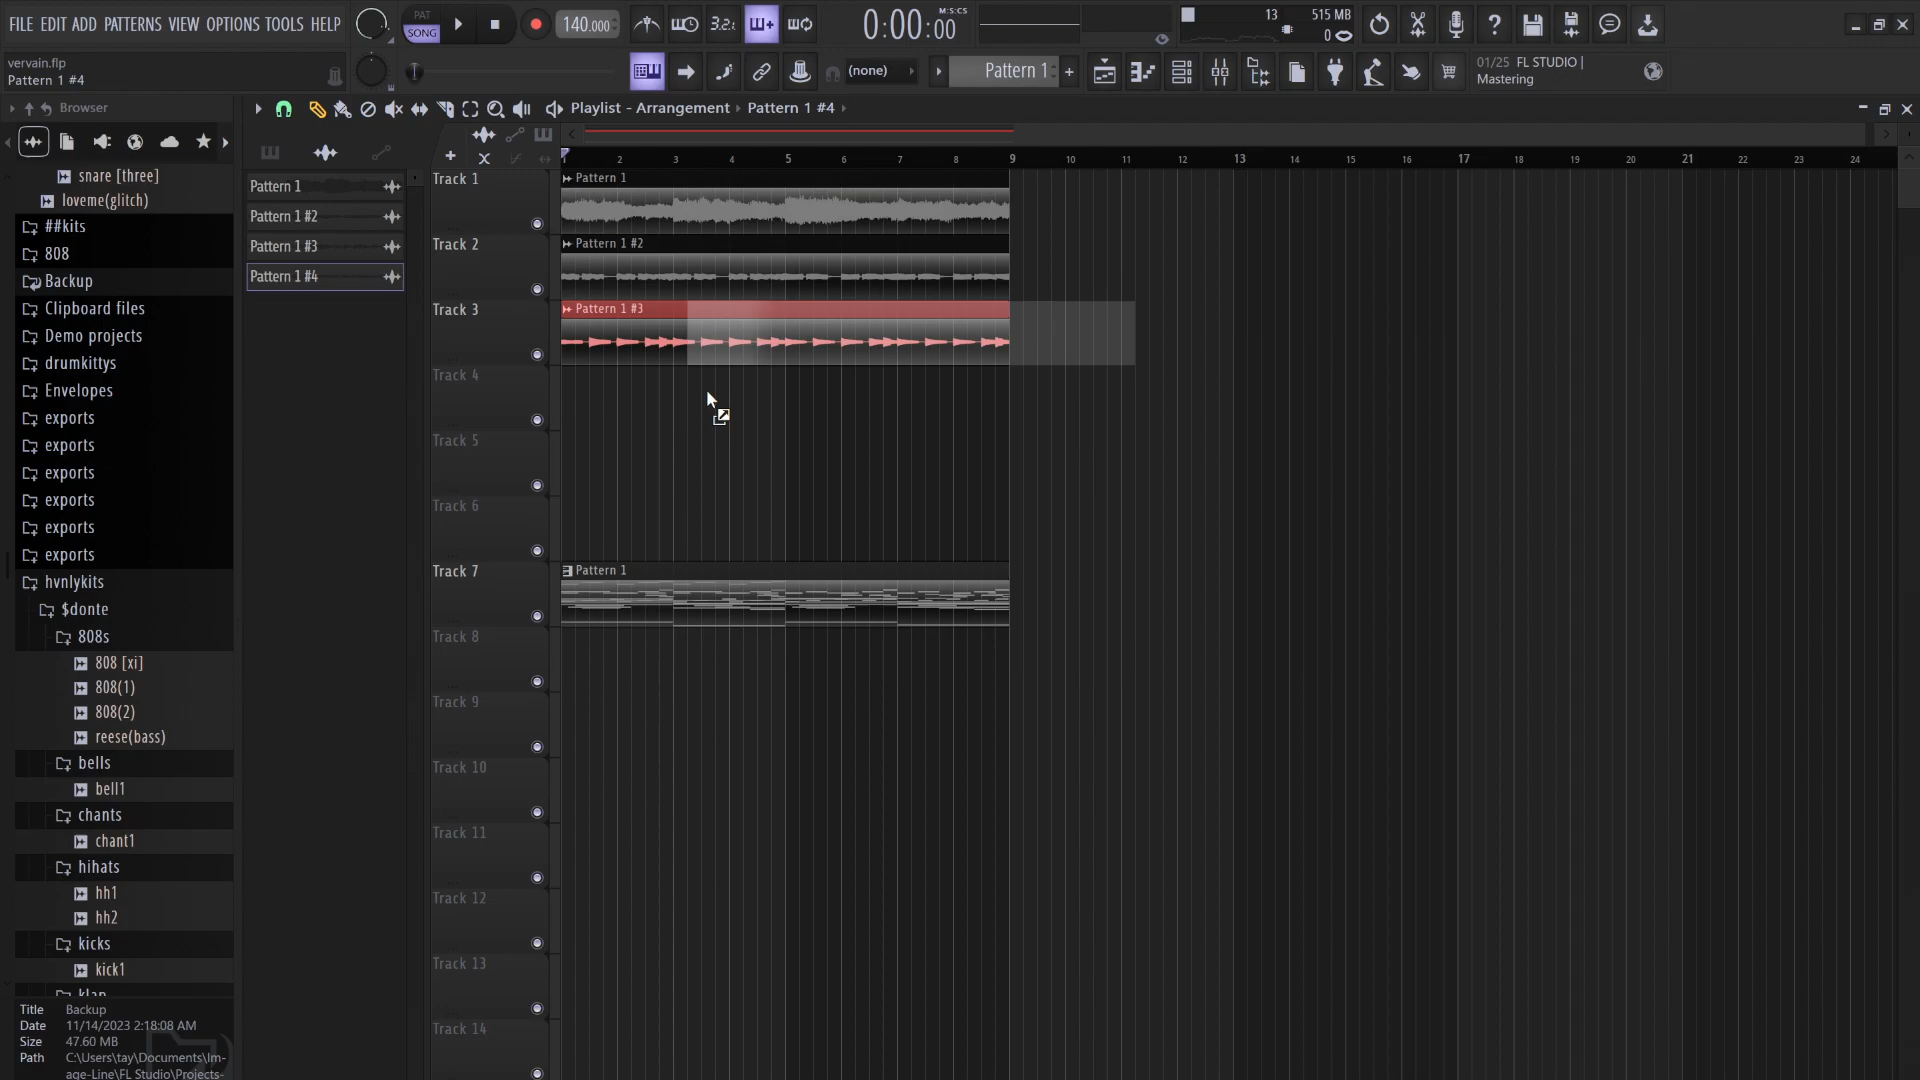 FILE EDIT ADD PATTERNS VIEW OPTIONS TOOLS HELP
PAT
SONG
140.000
3.2.
0:00:00
M:S:CS
13
515 MB
0
vervain.flp
Pattern 1 #4
(none)
Pattern 1
01/25 FL STUDIO |
Mastering
Browser
Playlist - Arrangement
Pattern 1 #4
snare [three]
loveme(glitch)
##kits
808
Backup
Clipboard files
Demo projects
drumkittys
Envelopes
exports
exports
exports
exports
exports
exports
hvnlykits
$donte
808s
808 [xi]
808(1)
808(2)
reese(bass)
bells
bell1
chants
chant1
hihats
hh1
hh2
kicks
kick1
klap
Title Backup
Date 11/14/2023 2:18:08 AM
Size 47.60 MB
Path C:\Users\tay\Documents\Im-
age-Line\FL Studio\Projects-
Pattern 1
Pattern 1 #2
Pattern 1 #3
Pattern 1 #4
1 2 3 4 5 6 7 8 9 10 11 12 13 14 15 16 17 18 19 20 21 22 23 24
Track 1
Pattern 1
Track 2
Pattern 1 #2
Track 3
Pattern 1 #3
Track 4
Track 5
Track 6
Track 7
Pattern 1
Track 8
Track 9
Track 10
Track 11
Track 12
Track 13
Track 14